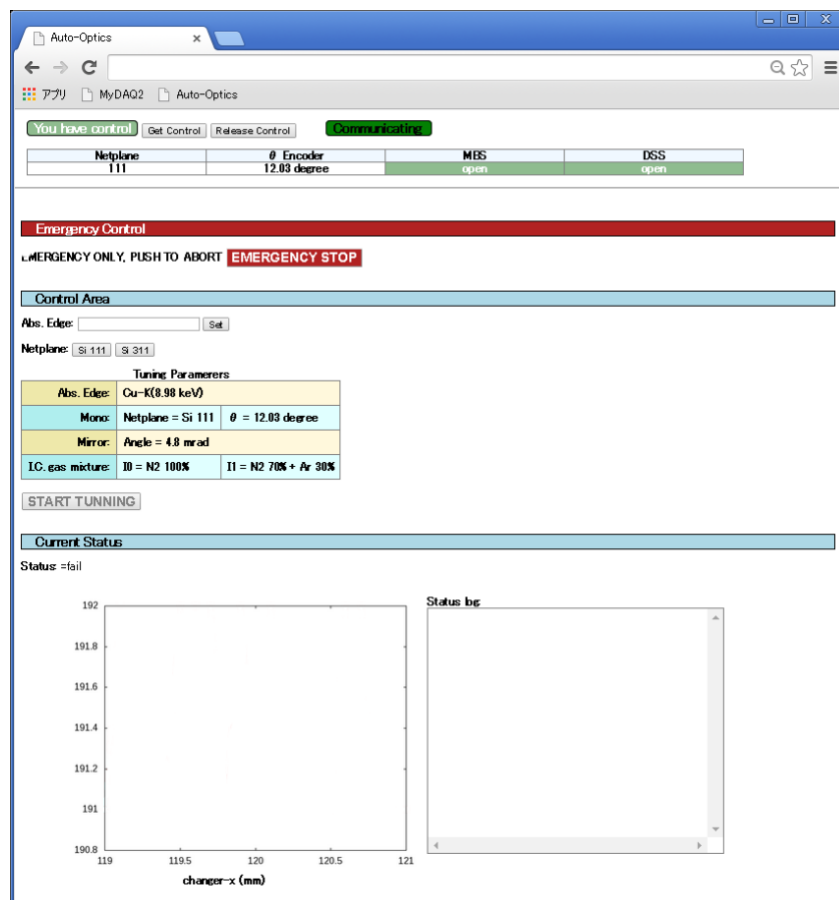 Auto-Optics
アプリ MyDAQ2 Auto-Optics
You have control Get Control Release Control Communicating
Netplane θ Encoder MBS DSS
111 12.03 degree open open
Emergency Control
EMERGENCY ONLY, PUSH TO ABORT EMERGENCY STOP
Control Area
Abs. Edge: Set
Netplane: Si 111 Si 311
Tuning Paramerers
Abs. Edge: Cu-K(8.98 keV)
Mono: Netplane = Si 111 θ = 12.03 degree
Mirror: Angle = 4.8 mrad
I.C. gas mixture: I0 = N2 100% I1 = N2 70% + Ar 30%
START TUNNING
Current Status
Status: =fail
Status log:
192
191.8
191.6
191.4
191.2
191
190.8
119 119.5 120 120.5 121
changer-x (mm)